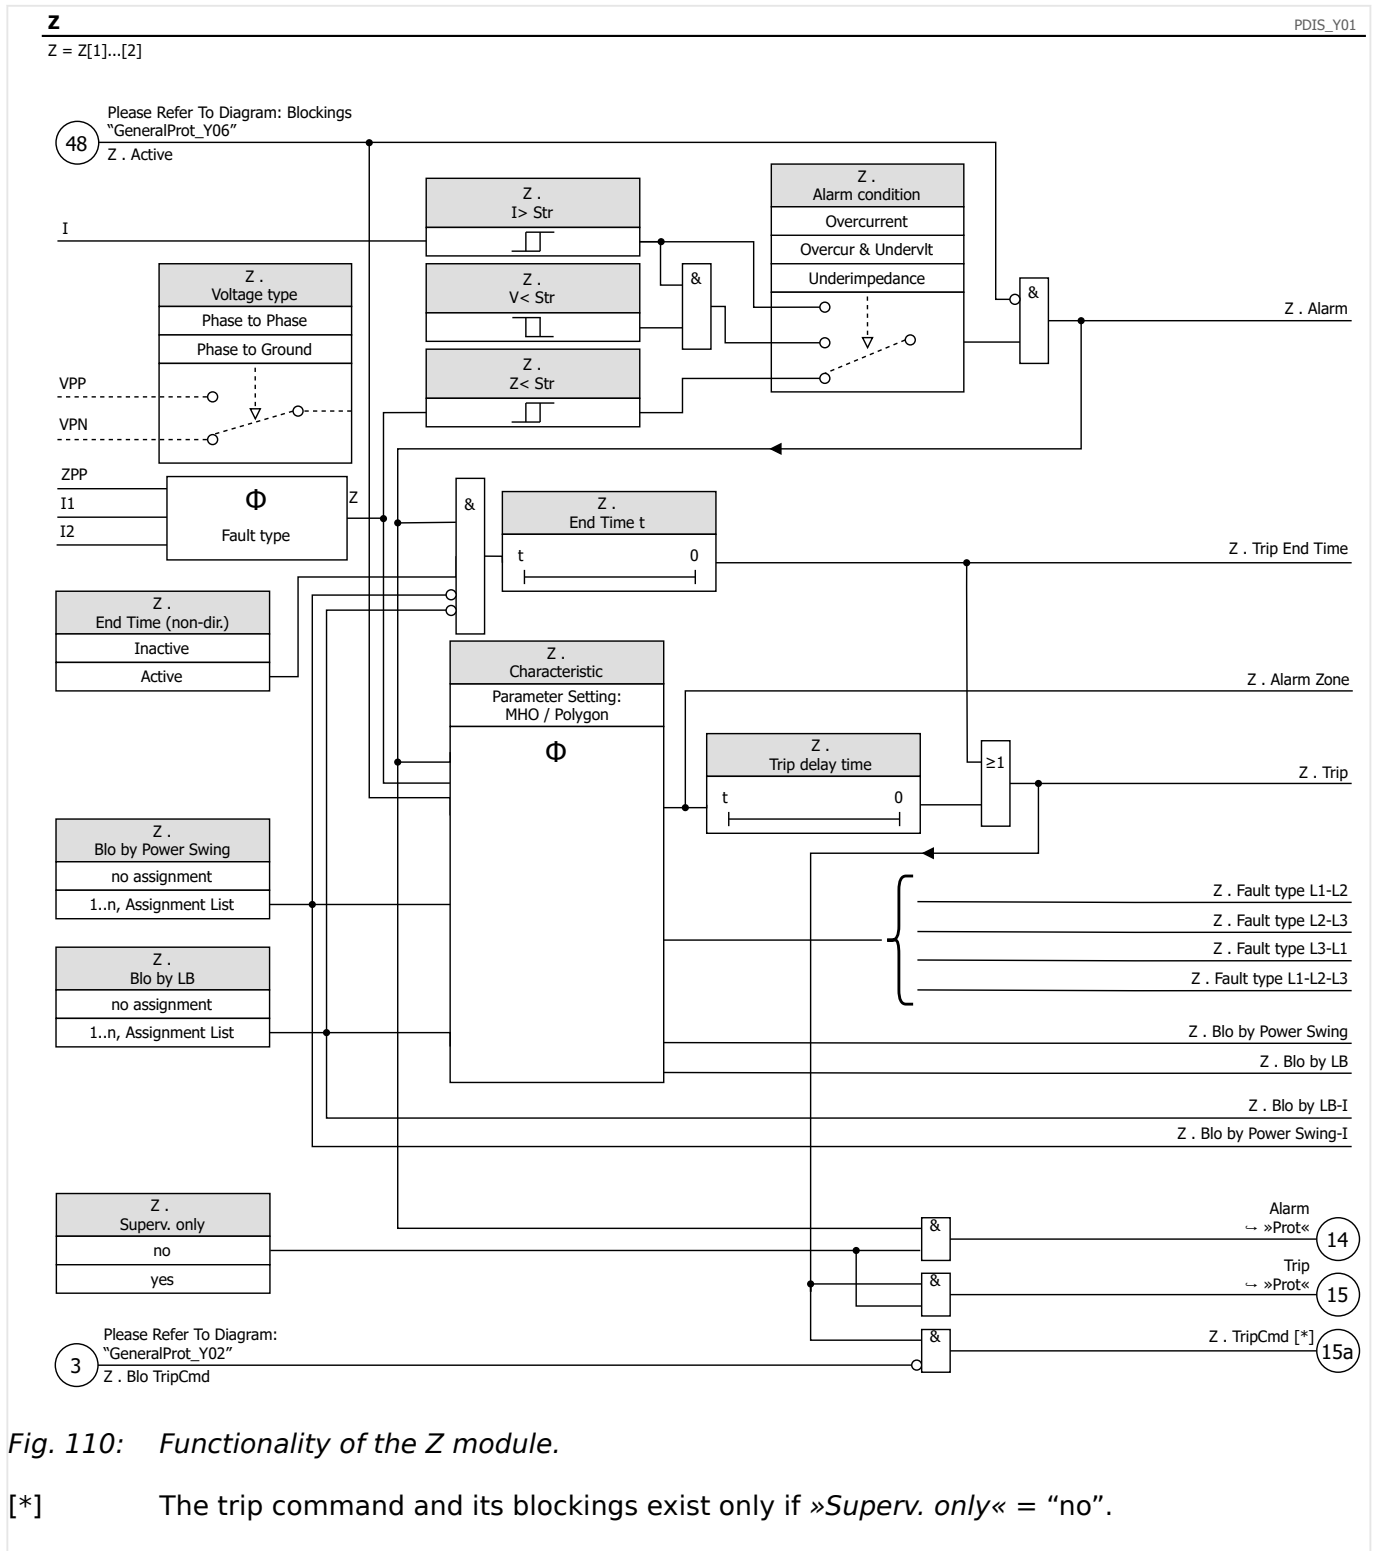 Z
PDIS_Y01
Z = Z[1]...[2]
Please Refer To Diagram: Blockings
“GeneralProt_Y06”
48
Z . Active
Z .
I> Str
Z .
Alarm condition
Overcurrent
Overcur & Undervlt
Underimpedance
I
Z .
Voltage type
Phase to Phase
Phase to Ground
Z .
V< Str
&
&
Z . Alarm
Z .
Z< Str
VPP
VPN
ZPP
I1
I2
Φ
Fault type
Z
&
Z .
End Time t
t
0
Z . Trip End Time
Z .
End Time (non-dir.)
Inactive
Active
Z .
Characteristic
Parameter Setting:
MHO / Polygon
Φ
Z . Alarm Zone
Z .
Trip delay time
t
0
≥1
Z . Trip
Z .
Blo by Power Swing
no assignment
1..n, Assignment List
Z . Fault type L1-L2
Z . Fault type L2-L3
Z . Fault type L3-L1
Z . Fault type L1-L2-L3
Z .
Blo by LB
no assignment
1..n, Assignment List
Z . Blo by Power Swing
Z . Blo by LB
Z . Blo by LB-I
Z . Blo by Power Swing-I
Z .
Superv. only
no
yes
&
Alarm
↪ »Prot«
14
&
Trip
↪ »Prot«
15
Please Refer To Diagram:
“GeneralProt_Y02”
3
Z . Blo TripCmd
&
Z . TripCmd [*]
15a
Fig. 110: Functionality of the Z module.
[*] The trip command and its blockings exist only if »Superv. only« = “no”.